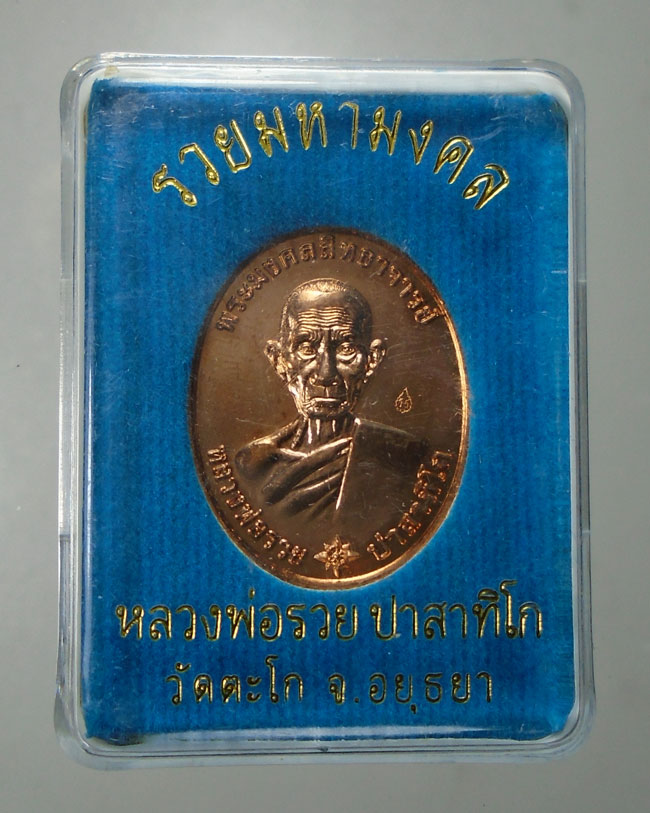 รวยมหามงคล
พระมงคลสิทธาจารย์
หลวงพ่อรวย ปาสาทิโก
หลวงพ่อรวย ปาสาทิโก
วัดตะโก จ.อยุธยา